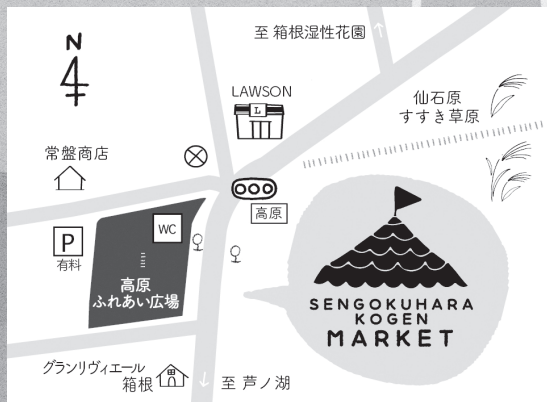 N
至 箱根湿性花園
LAWSON
L
仙石原
すすき草原
常盤商店
高原
WC
P
有料
高原
ふれあい広場
SENGOKUHARA
KOGEN
MARKET
グランリヴィエール
箱根
至 芦ノ湖